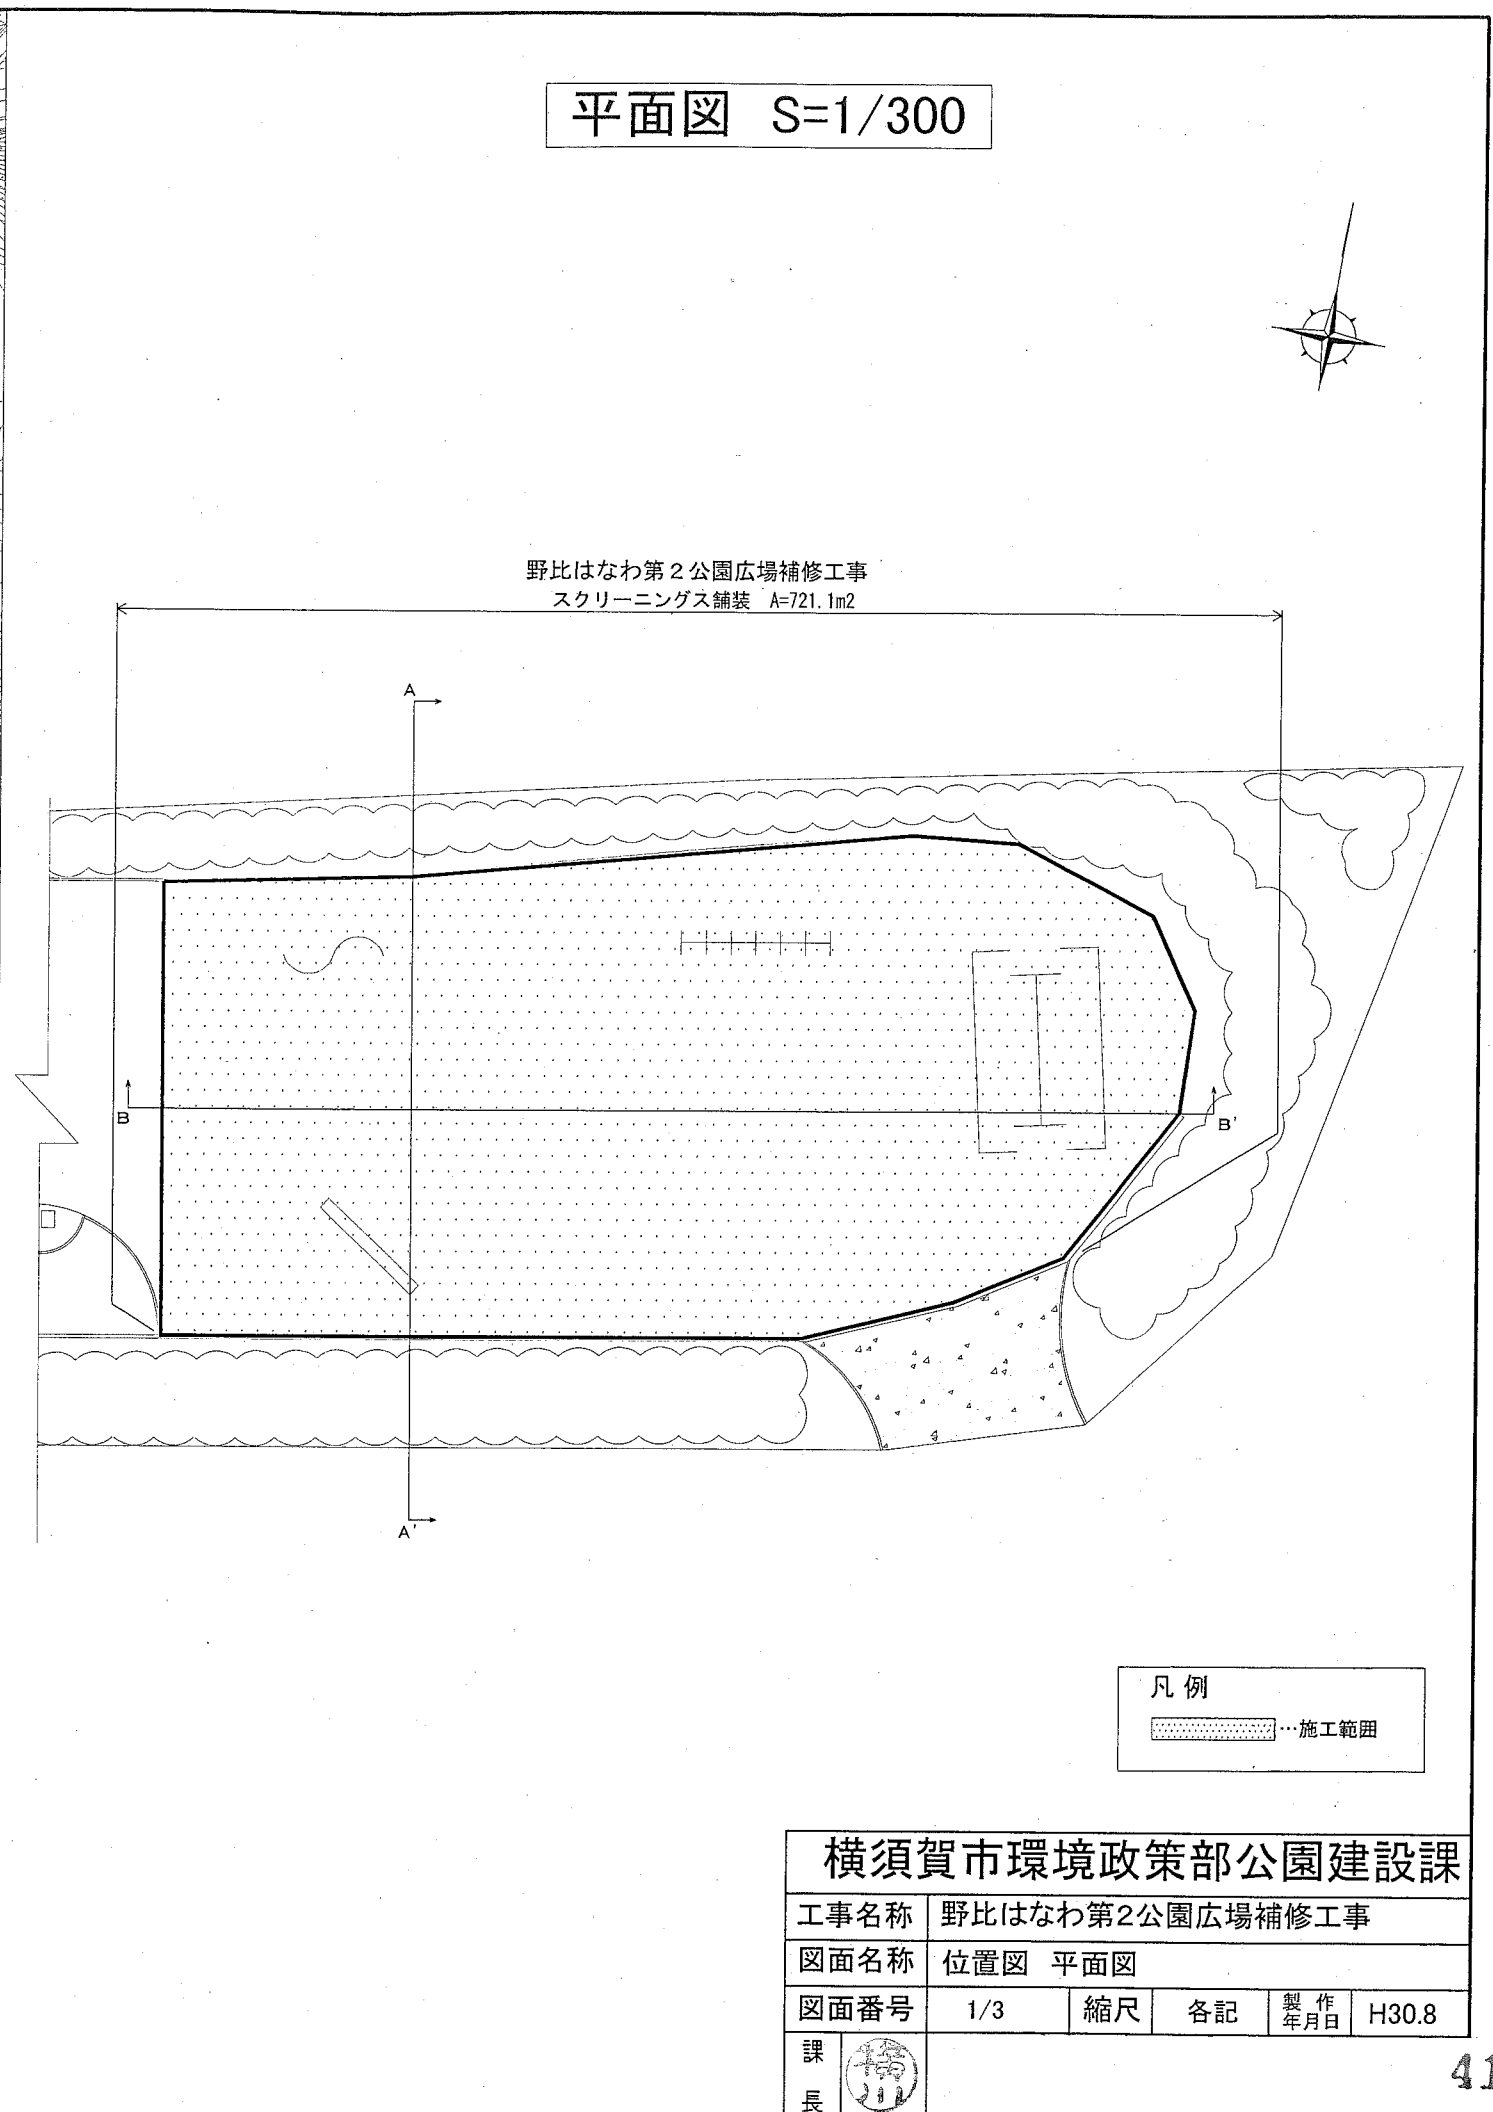 平面図 S=1/300
野比はなわ第２公園広場補修工事
スクリーニングス舗装 A=721.1m2
A
B
B'
A'
凡例
…施工範囲
横須賀市環境政策部公園建設課
工事名称 野比はなわ第2公園広場補修工事
図面名称 位置図 平面図
図面番号 1/3 縮尺 各記 製作年月日 H30.8
課長
41